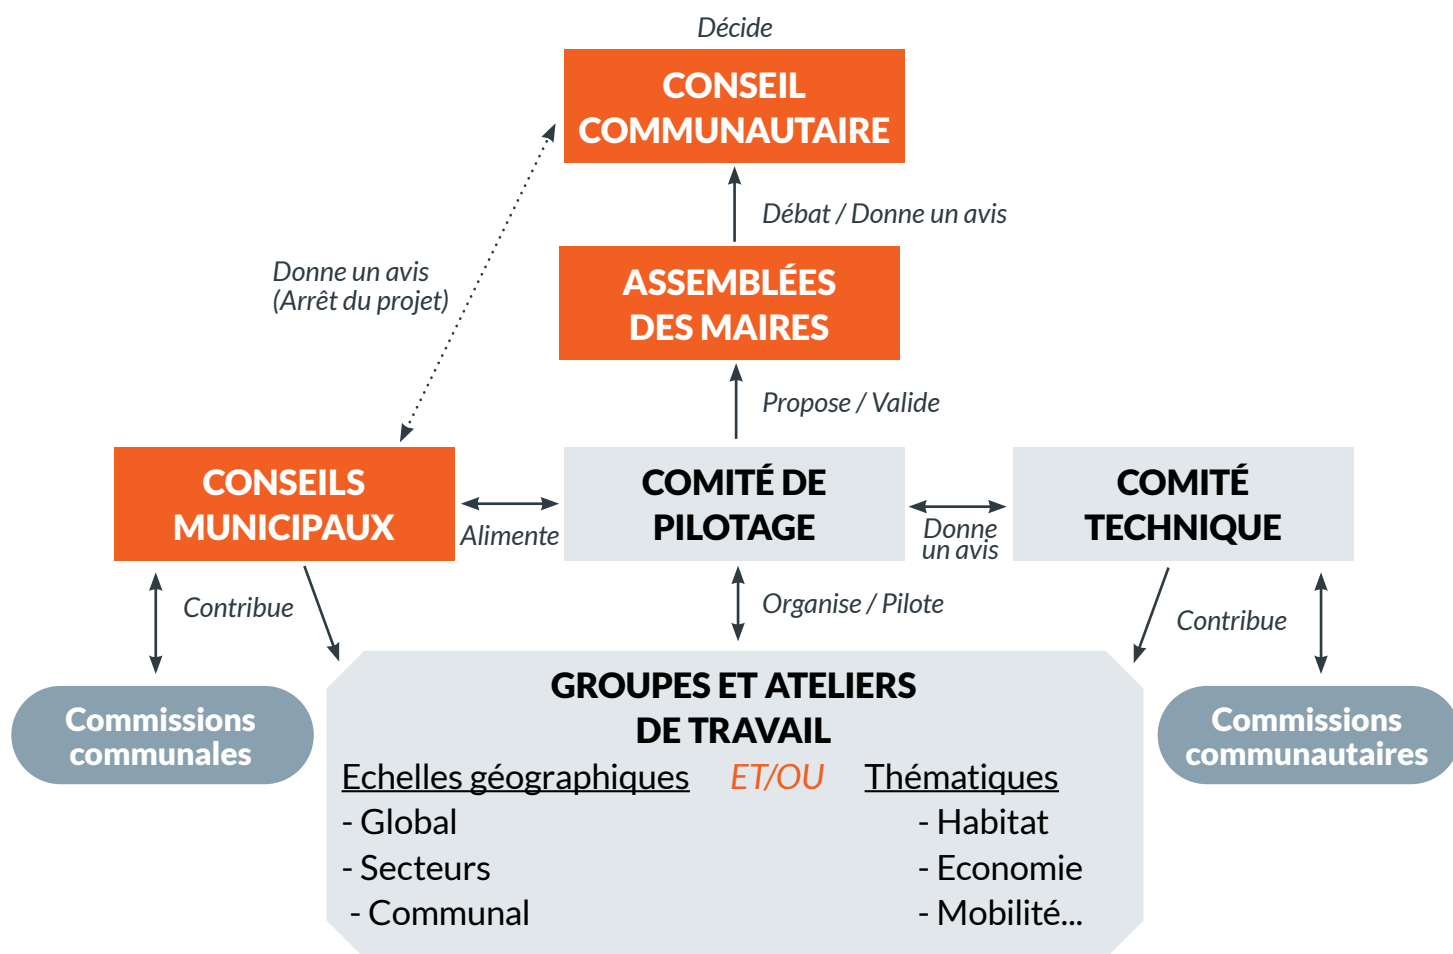 Décide
CONSEIL
COMMUNAUTAIRE
Débat / Donne un avis
Donne un avis
(Arrêt du projet)
ASSEMBLÉES
DES MAIRES
Propose / Valide
CONSEILS
MUNICIPAUX
Alimente
COMITÉ DE
PILOTAGE
Donne
un avis
COMITÉ
TECHNIQUE
Contribue
Organise / Pilote
Contribue
Commissions
communales
GROUPES ET ATELIERS
DE TRAVAIL
Echelles géographiques ET/OU Thématiques
- Global - Habitat
- Secteurs - Economie
- Communal - Mobilité...
Commissions
communautaires